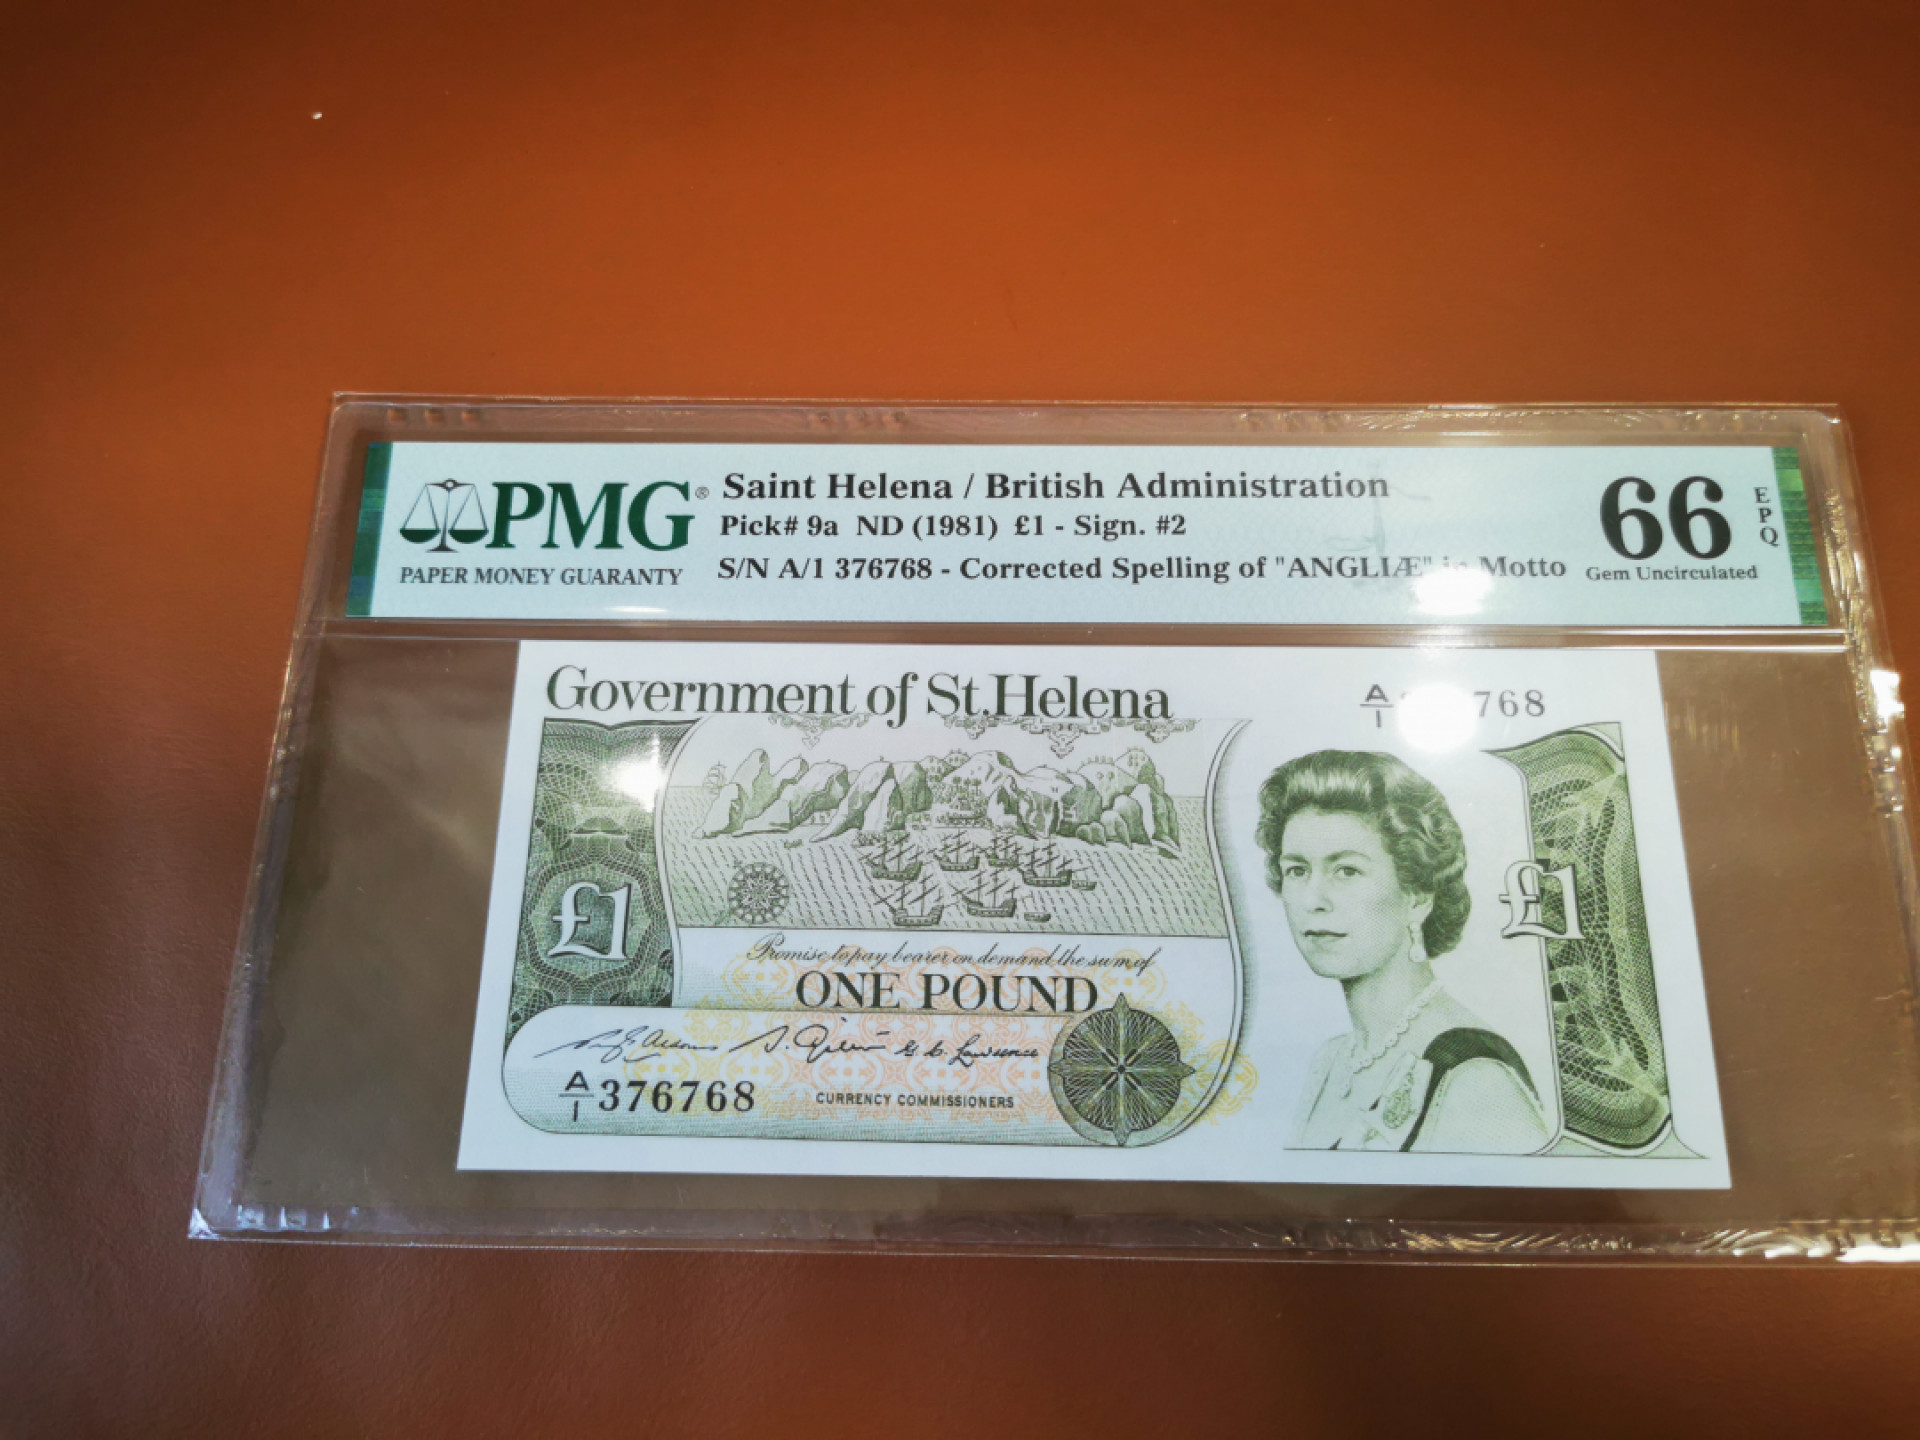 PMG®
PAPER MONEY GUARANTY
Saint Helena / British Administration
Pick# 9a ND (1981) £1 - Sign. #2
S/N A/1 376768 - Corrected Spelling of "ANGLIÆ" in Motto
66
EPQ
Gem Uncirculated
Government of St.Helena
A/1 768
£1
£1
Promise to pay bearer on demand the sum of
ONE POUND
G. C. Lawrence
A/1 376768
CURRENCY COMMISSIONERS